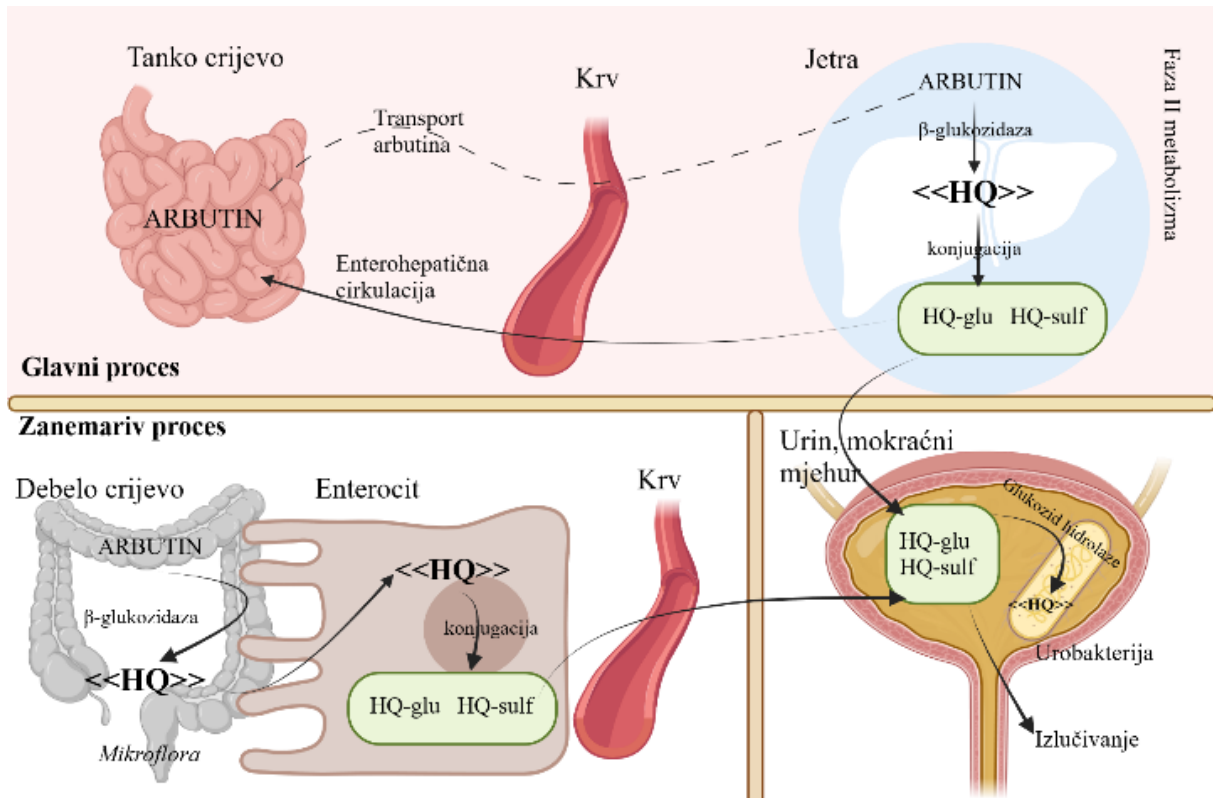 Tanko crijevo
ARBUTIN
Transport
arbutina
Krv
Jetra
ARBUTIN
β-glukozidaza
<<HQ>>
konjugacija
HQ-glu HQ-sulf
Faza II metabolizma
Enterohepatična
cirkulacija
Glavni proces
Zanemariv proces
Debelo crijevo
ARBUTIN
β-glukozidaza
<<HQ>>
Mikroflora
Enterocit
<<HQ>>
konjugacija
HQ-glu HQ-sulf
Krv
Urin, mokraćni
mjehur
HQ-glu
HQ-sulf
Glukozid hidrolaze
<<HQ>>
Urobakterija
Izlučivanje